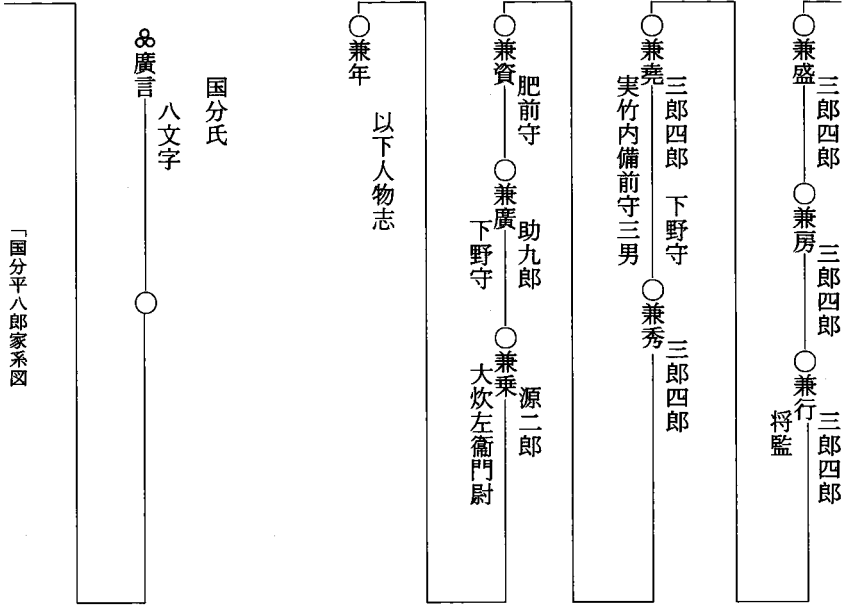 ○兼盛
三郎四郎
○兼房
三郎四郎
○兼行
三郎四郎
将監
○兼堯
三郎四郎 下野守
実竹内備前守三男
○兼秀
三郎四郎
○兼資
肥前守
○兼廣
助九郎
下野守
○兼乗
源二郎
大炊左衞門尉
○兼年
以下人物志
国分氏
廣言
八文字
○
「国分平八郎家系図